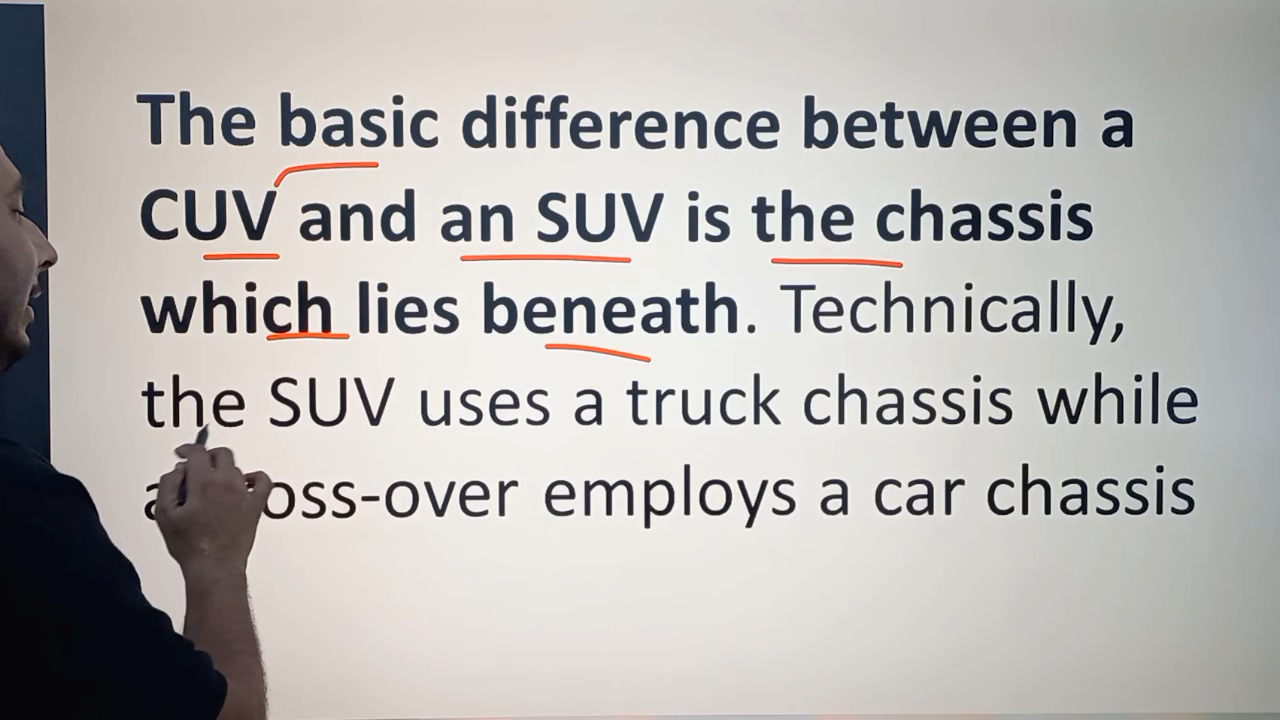 The basic difference between a
CUV and an SUV is the chassis
which lies beneath. Technically,
the SUV uses a truck chassis while
oss-over employs a car chassis